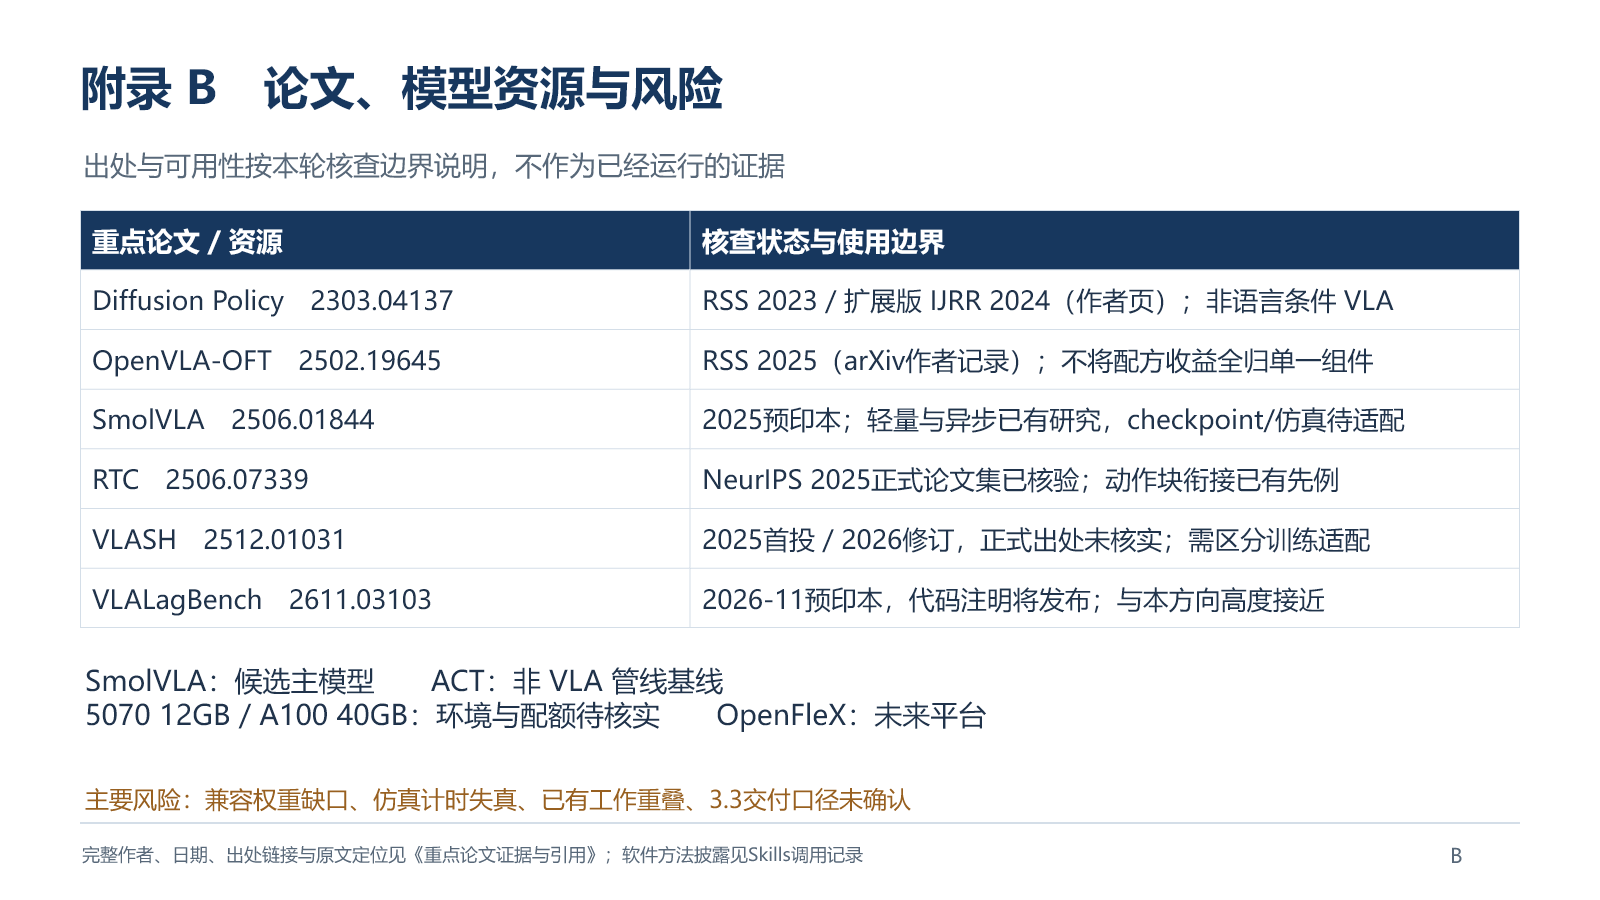 附录 B　论文、模型资源与风险
出处与可用性按本轮核查边界说明，不作为已经运行的证据
重点论文 / 资源　核查状态与使用边界
Diffusion Policy　2303.04137　RSS 2023 / 扩展版 IJRR 2024（作者页）；非语言条件 VLA
OpenVLA-OFT　2502.19645　RSS 2025（arXiv作者记录）；不将配方收益全归单一组件
SmolVLA　2506.01844　2025预印本；轻量与异步已有研究，checkpoint/仿真待适配
RTC　2506.07339　NeurIPS 2025正式论文集已核验；动作块衔接已有先例
VLASH　2512.01031　2025首投 / 2026修订，正式出处未核实；需区分训练适配
VLALagBench　2611.03103　2026-11预印本，代码注明将发布；与本方向高度接近
SmolVLA：候选主模型　　ACT：非 VLA 管线基线
5070 12GB / A100 40GB：环境与配额待核实　　OpenFleX：未来平台
主要风险：兼容权重缺口、仿真计时失真、已有工作重叠、3.3交付口径未确认
完整作者、日期、出处链接与原文定位见《重点论文证据与引用》；软件方法披露见Skills调用记录　B